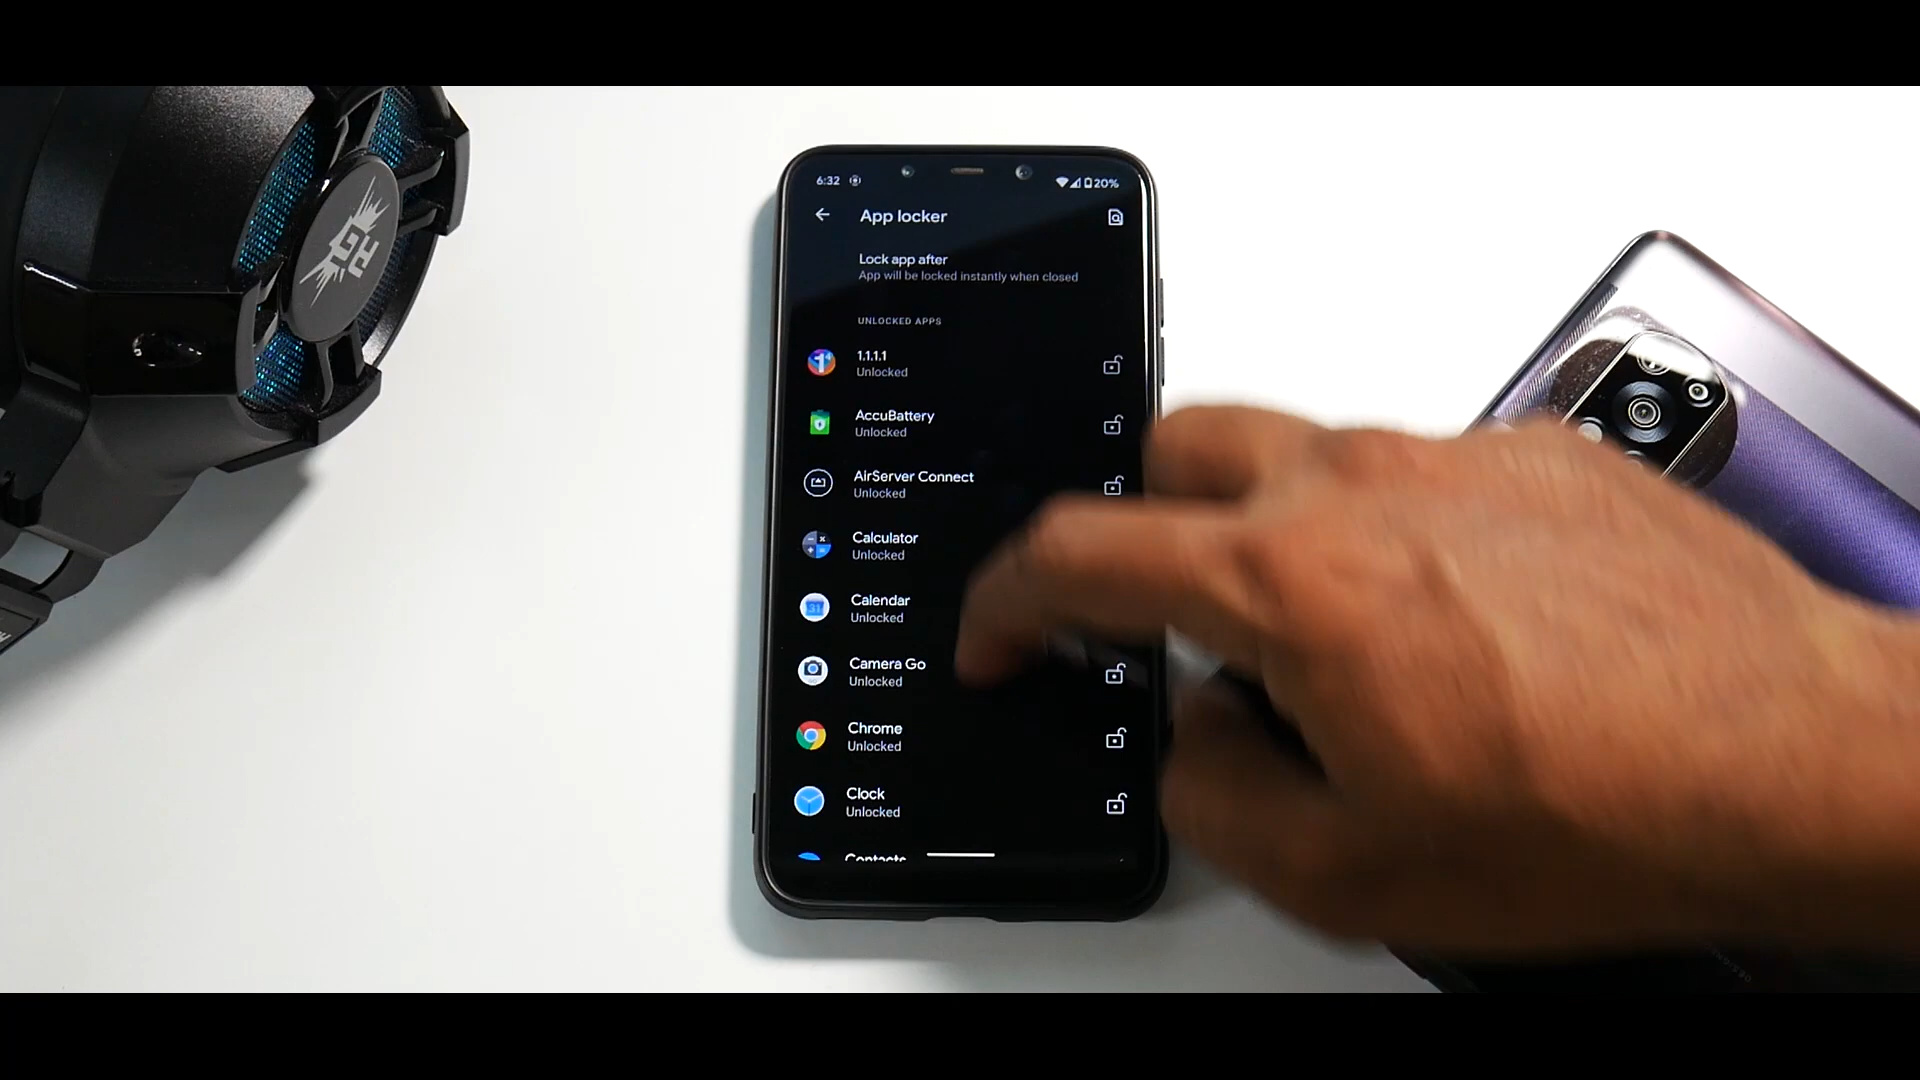 6:32
20%
App locker
Lock app after
App will be locked instantly when closed
UNLOCKED APPS
1.1.1.1
Unlocked
AccuBattery
Unlocked
AirServer Connect
Unlocked
Calculator
Unlocked
Calendar
Unlocked
Camera Go
Unlocked
Chrome
Unlocked
Clock
Unlocked
Contacts